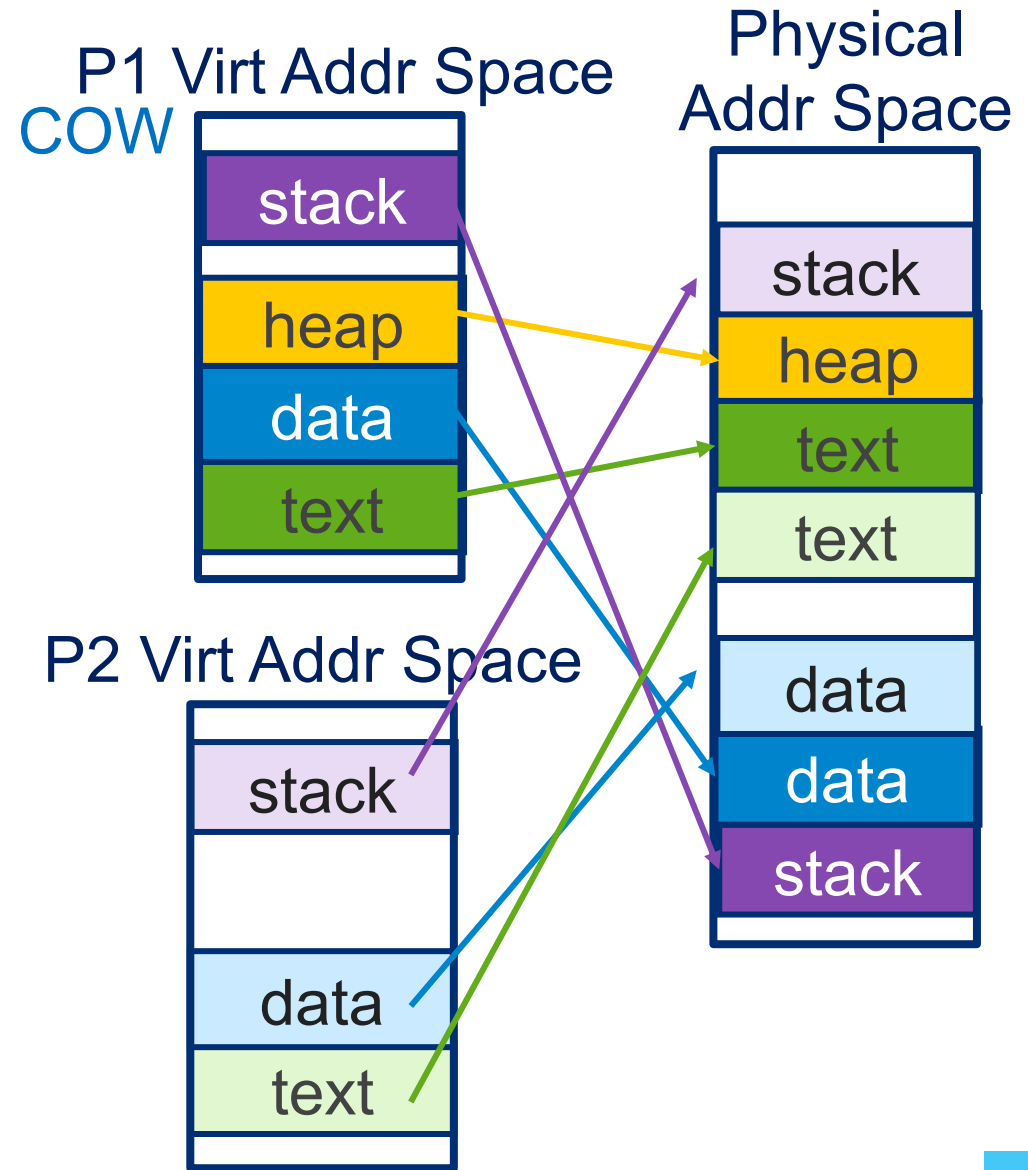 P1 Virt Addr Space
COW
stack
heap
data
text
P2 Virt Addr Space
stack
data
text
Physical
Addr Space
stack
heap
text
text
data
data
stack